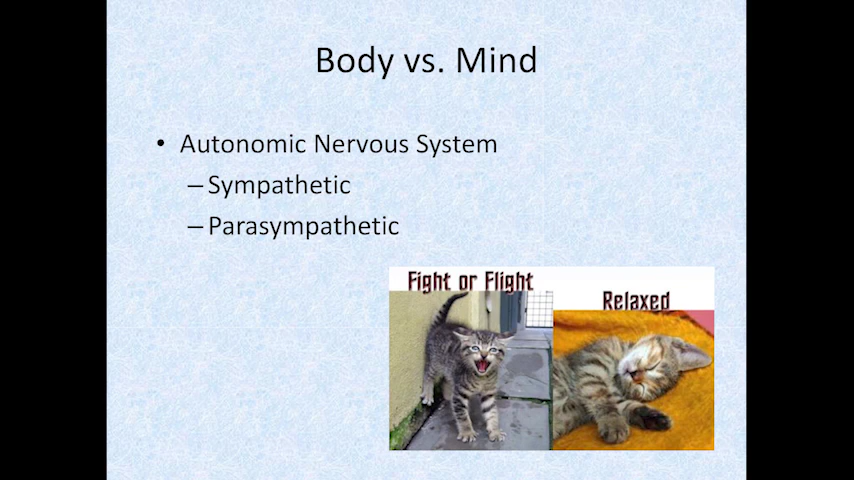 Body vs. Mind
• Autonomic Nervous System
– Sympathetic
– Parasympathetic
Fight or Flight
Relaxed